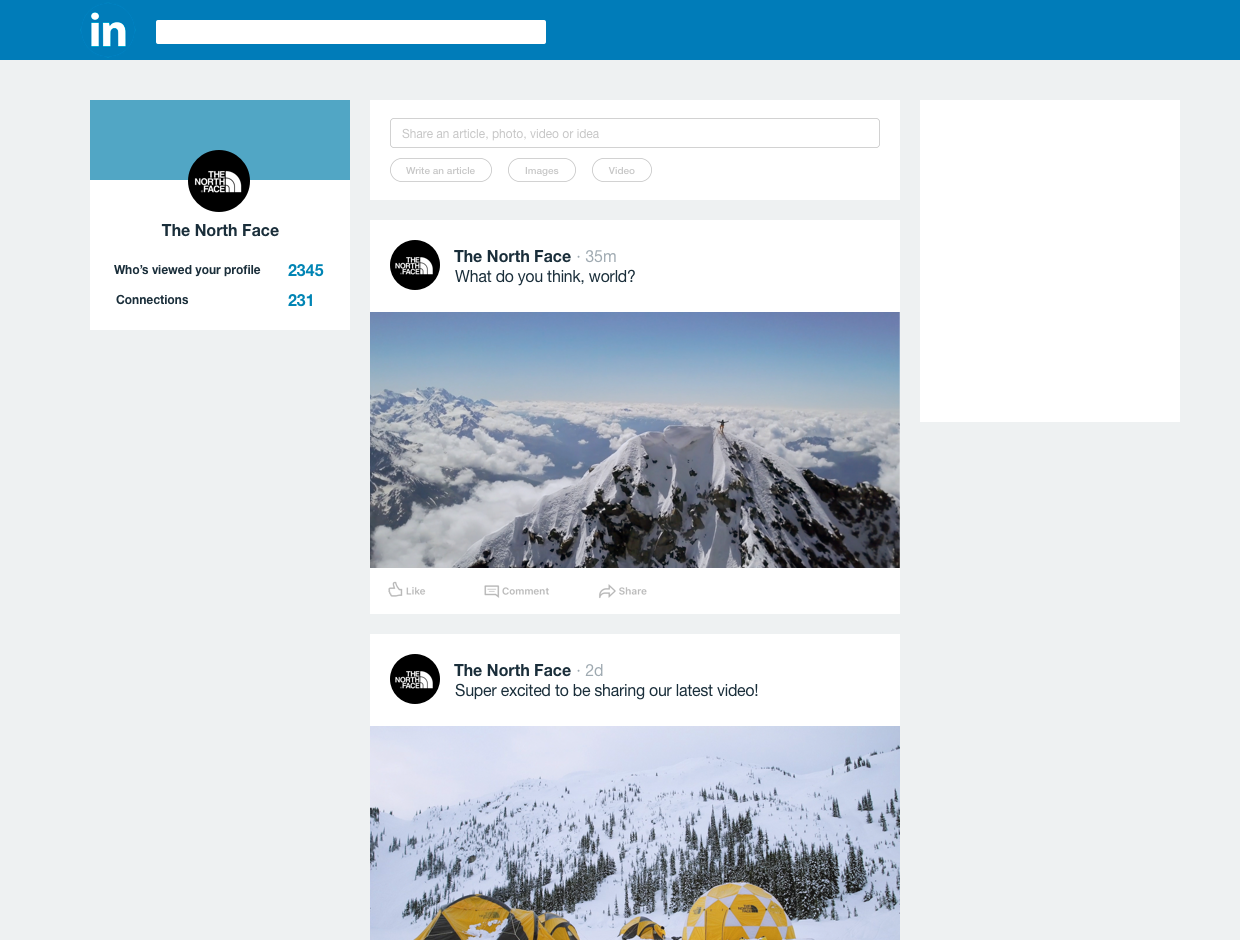 in
THE
NORTH
FACE
The North Face
Who's viewed your profile 2345
Connections 231
Share an article, photo, video or idea
Write an article Images Video
THE
NORTH
FACE
The North Face · 35m
What do you think, world?
Like Comment Share
THE
NORTH
FACE
The North Face · 2d
Super excited to be sharing our latest video!